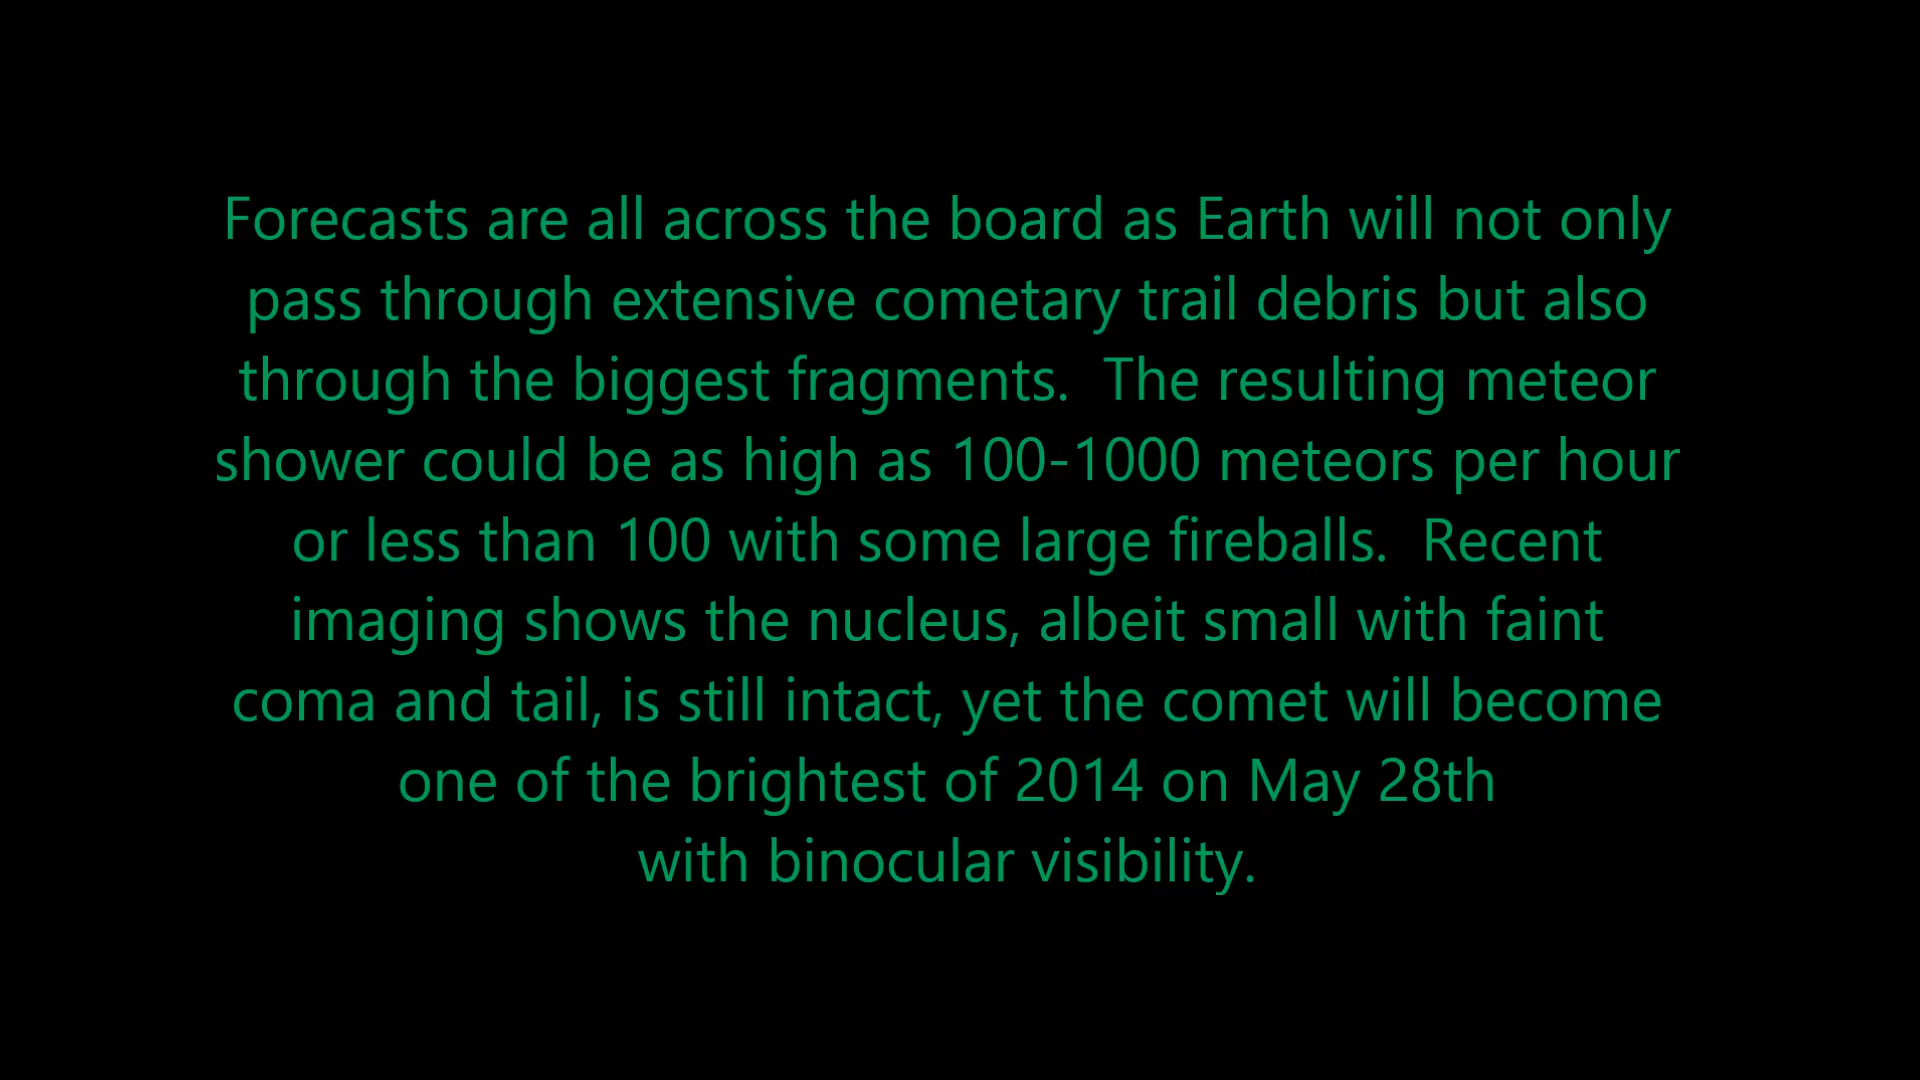 Forecasts are all across the board as Earth will not only
pass through extensive cometary trail debris but also
through the biggest fragments.  The resulting meteor
shower could be as high as 100-1000 meteors per hour
or less than 100 with some large fireballs.  Recent
imaging shows the nucleus, albeit small with faint
coma and tail, is still intact, yet the comet will become
one of the brightest of 2014 on May 28th
with binocular visibility.